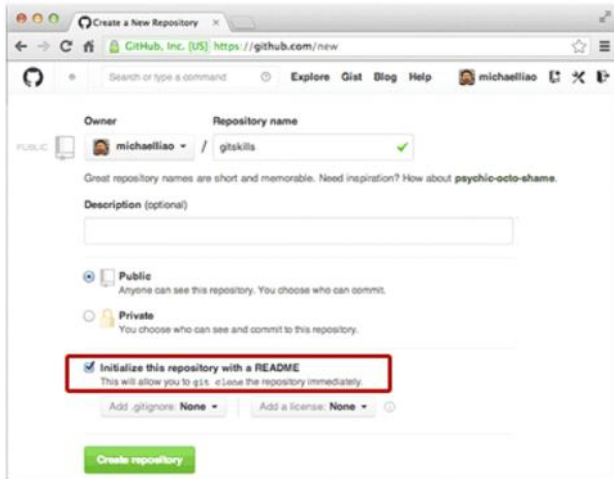 Create a New Repository
GitHub, Inc. [US] https://github.com/new
Search or type a command Explore Gist Blog Help michaelliao
Owner Repository name
PUBLIC michaelliao / gitskills
Great repository names are short and memorable. Need inspiration? How about psychic-octo-shame.
Description (optional)
Public
Anyone can see this repository. You choose who can commit.
Private
You choose who can see and commit to this repository.
Initialize this repository with a README
This will allow you to git clone the repository immediately.
Add .gitignore: None Add a license: None
Create repository